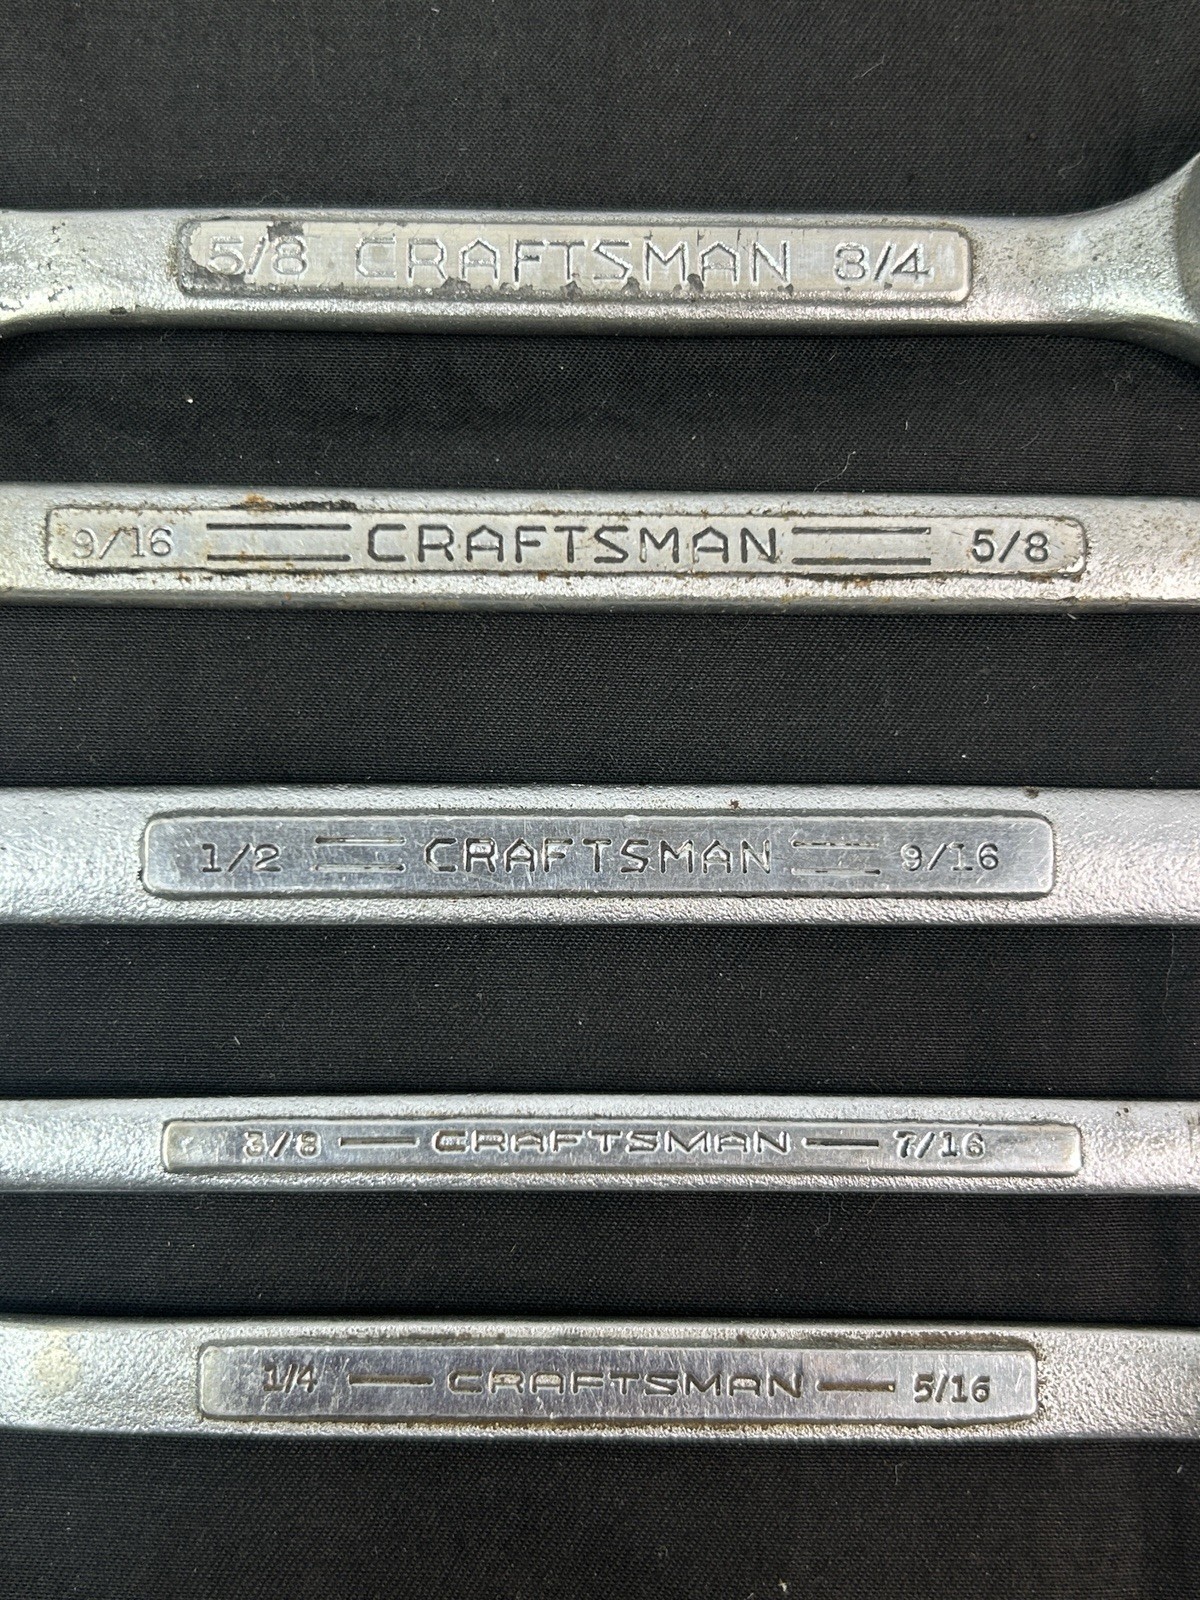 5/8 CRAFTSMAN 3/4
9/16 CRAFTSMAN 5/8
1/2 CRAFTSMAN 9/16
3/8 CRAFTSMAN 7/16
1/4 CRAFTSMAN 5/16